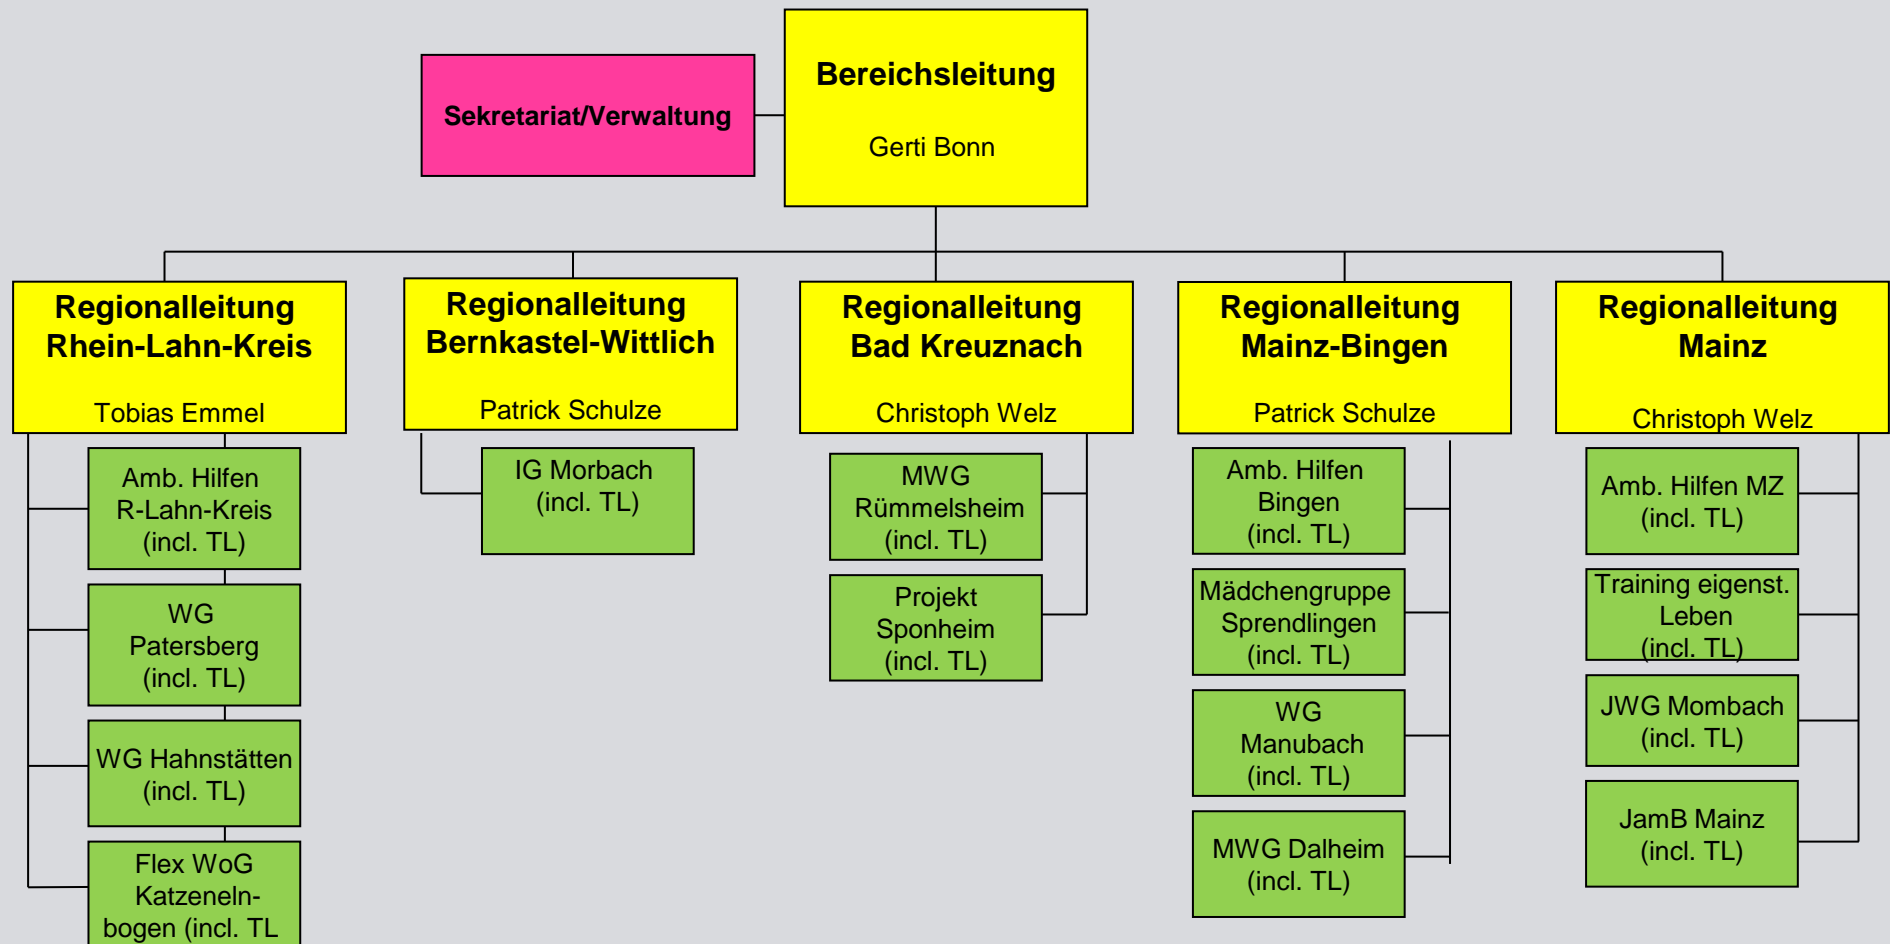 Bereichsleitung
Gerti Bonn
Sekretariat/Verwaltung
Regionalleitung
Rhein-Lahn-Kreis
Tobias Emmel
Amb. Hilfen
R-Lahn-Kreis
(incl. TL)
WG
Patersberg
(incl. TL)
WG Hahnstätten
(incl. TL)
Flex WoG
Katzeneln-
bogen (incl. TL
Regionalleitung
Bernkastel-Wittlich
Patrick Schulze
IG Morbach
(incl. TL)
Regionalleitung
Bad Kreuznach
Christoph Welz
MWG
Rümmelsheim
(incl. TL)
Projekt
Sponheim
(incl. TL)
Regionalleitung
Mainz-Bingen
Patrick Schulze
Amb. Hilfen
Bingen
(incl. TL)
Mädchengruppe
Sprendlingen
(incl. TL)
WG
Manubach
(incl. TL)
MWG Dalheim
(incl. TL)
Regionalleitung
Mainz
Christoph Welz
Amb. Hilfen MZ
(incl. TL)
Training eigenst.
Leben
(incl. TL)
JWG Mombach
(incl. TL)
JamB Mainz
(incl. TL)